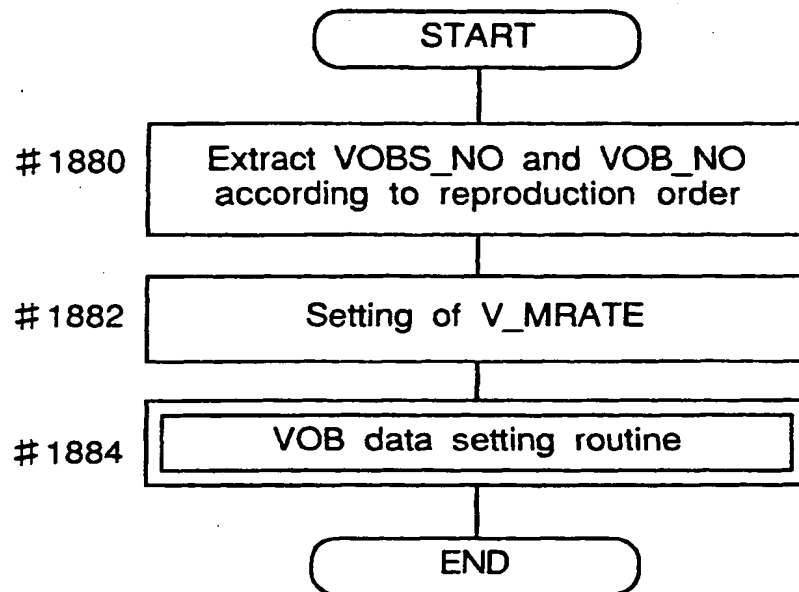 START
#1880
Extract VOBS_NO and VOB_NO
according to reproduction order
#1882
Setting of V_MRATE
#1884
VOB data setting routine
END